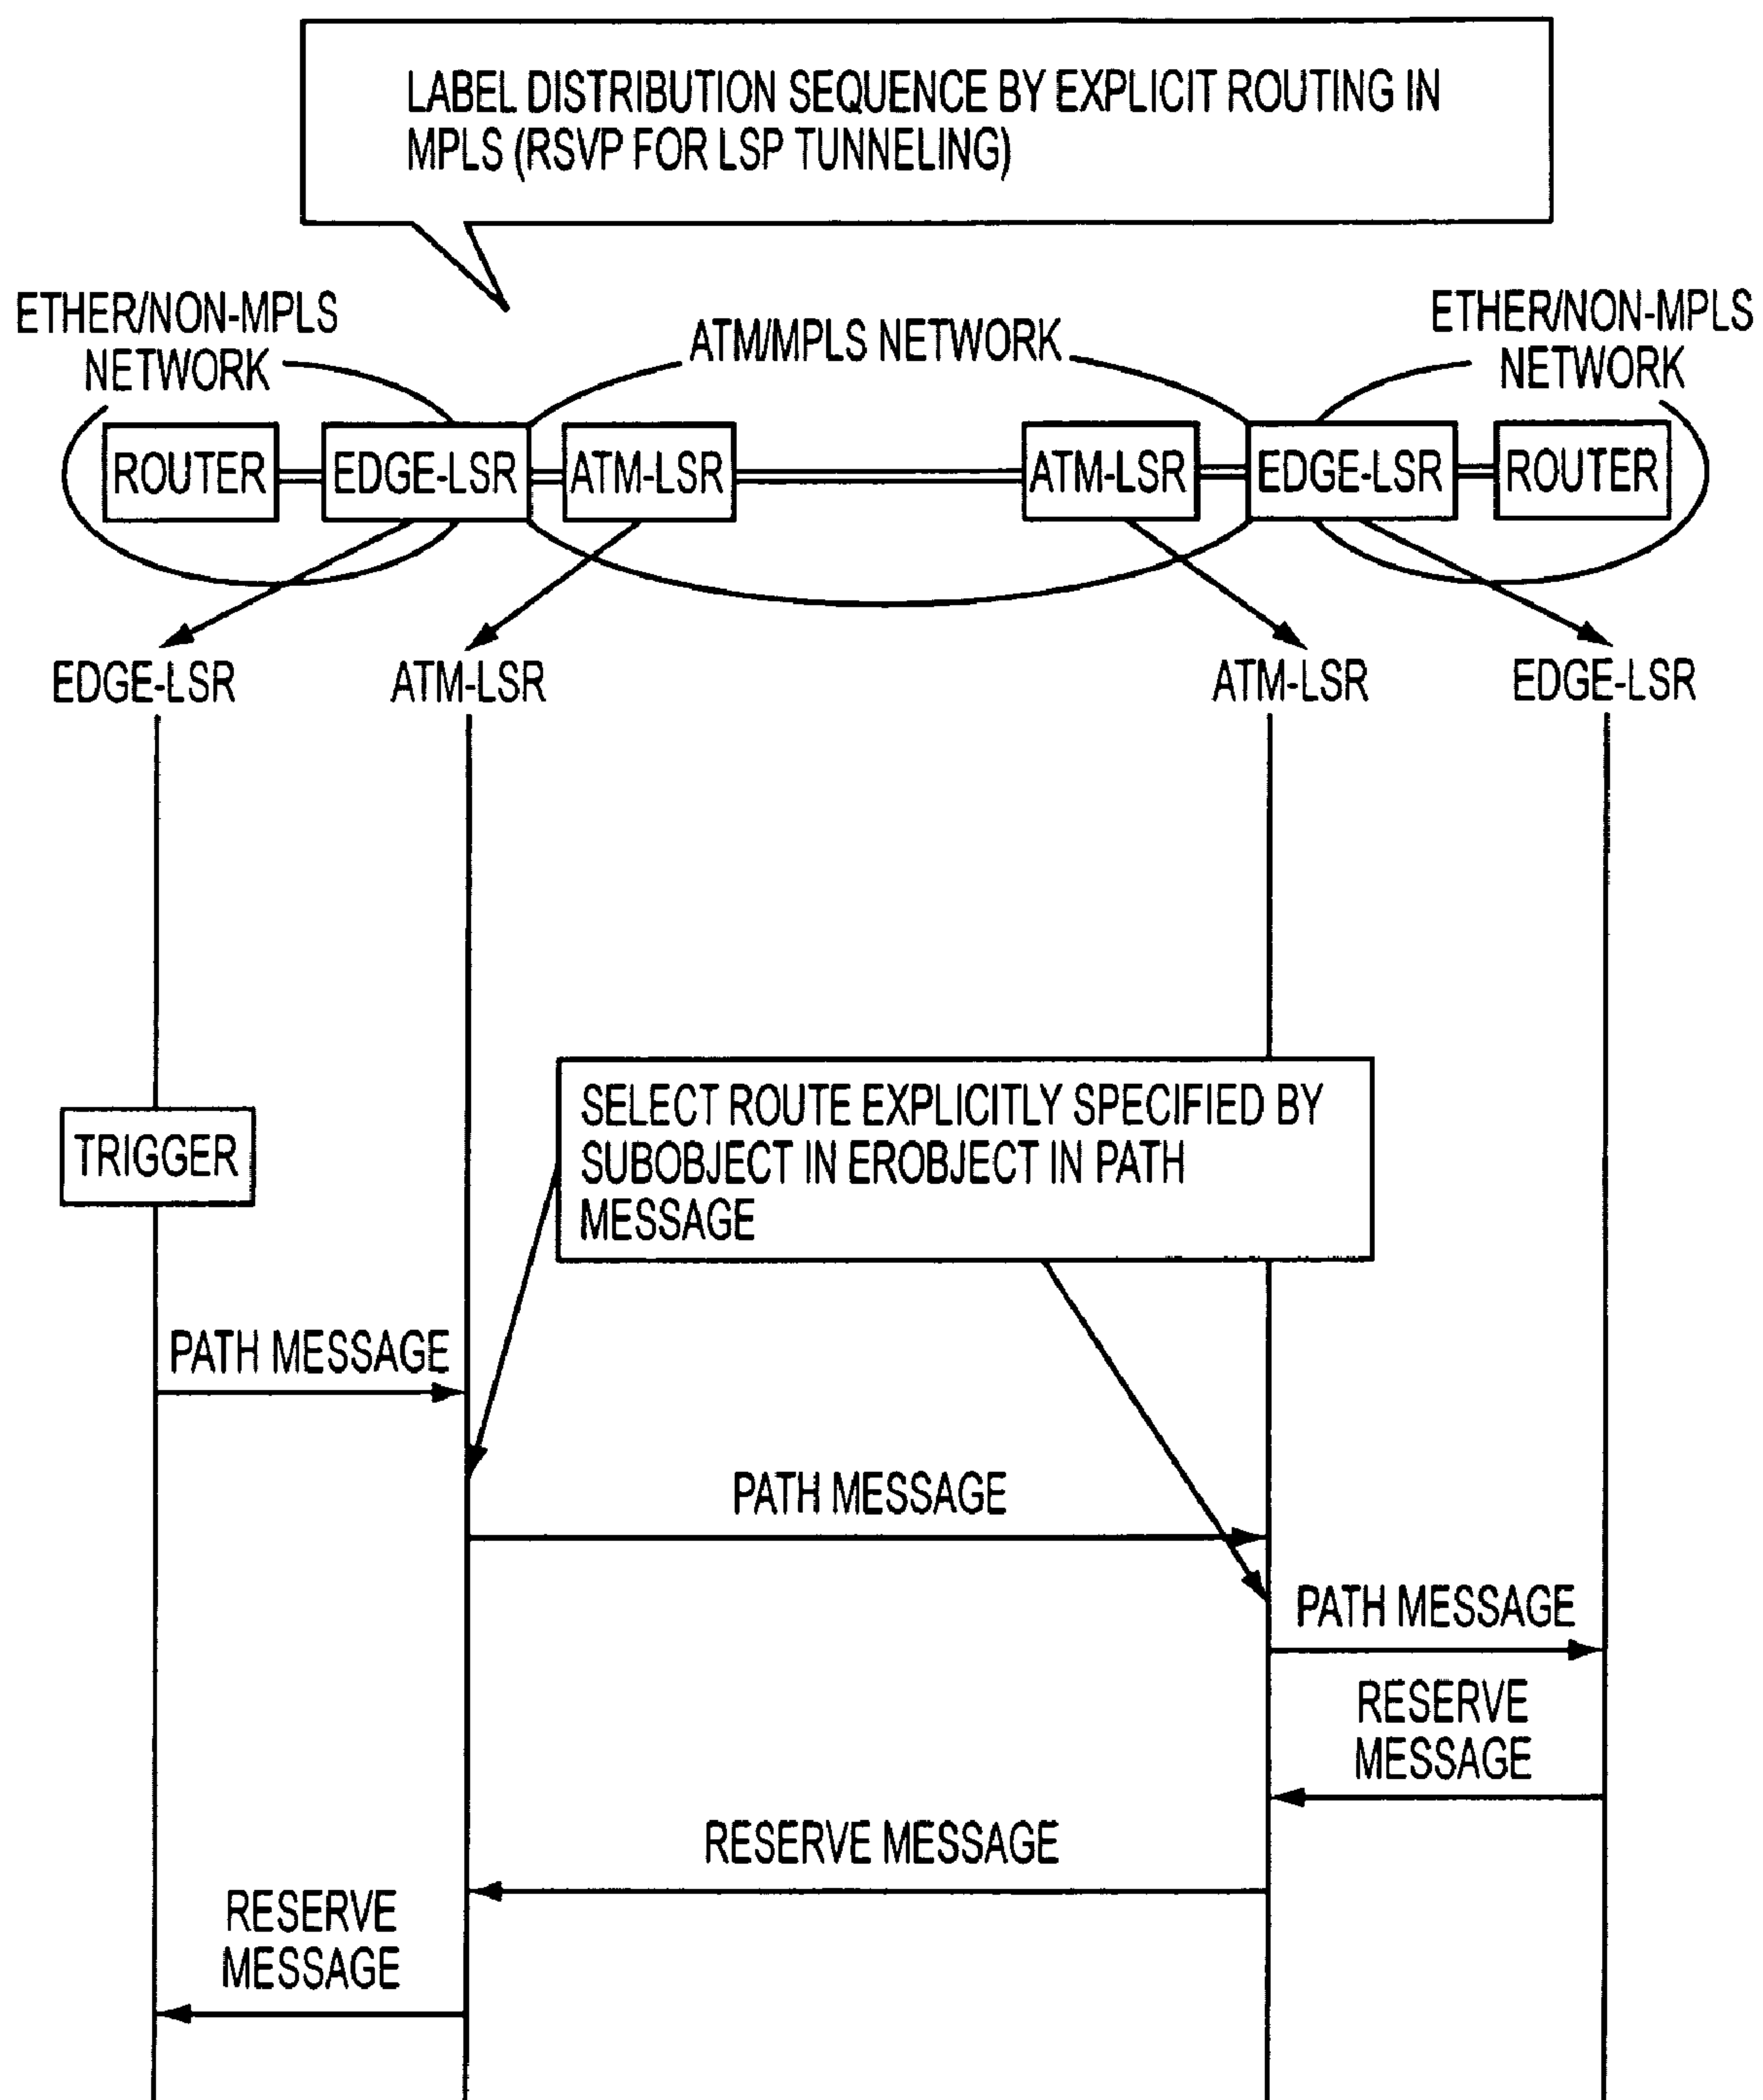 LABEL DISTRIBUTION SEQUENCE BY EXPLICIT ROUTING IN
MPLS (RSVP FOR LSP TUNNELING)
ETHER/NON-MPLS
NETWORK
ATM/MPLS NETWORK
ETHER/NON-MPLS
NETWORK
ROUTER
EDGE-LSR
ATM-LSR
ATM-LSR
EDGE-LSR
ROUTER
EDGE-LSR
ATM-LSR
ATM-LSR
EDGE-LSR
SELECT ROUTE EXPLICITLY SPECIFIED BY
SUBOBJECT IN EROBJECT IN PATH
MESSAGE
TRIGGER
PATH MESSAGE
PATH MESSAGE
PATH MESSAGE
RESERVE
MESSAGE
RESERVE MESSAGE
RESERVE
MESSAGE